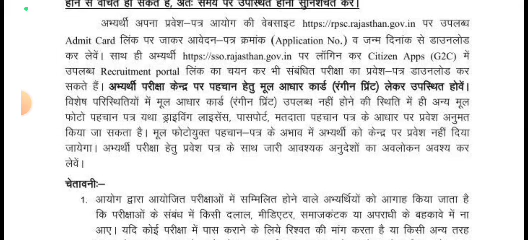 होने से वंचित हो सकते है, अतः समय पर उपस्थित होना सुनिश्चित करें।
अभ्यर्थी अपना प्रवेश–पत्र आयोग की वेबसाइट https://rpsc.rajasthan.gov.in पर उपलब्ध
Admit Card लिंक पर जाकर आवेदन–पत्र क्रमांक (Application No.) व जन्म दिनांक से डाउनलोड
कर लेवें। साथ ही अभ्यर्थी https://sso.rajasthan.gov.in पर लॉगिन कर Citizen Apps (G2C) में
उपलब्ध Recruitment portal लिंक का चयन कर भी संबंधित परीक्षा का प्रवेश–पत्र डाउनलोड कर
सकते हैं। अभ्यर्थी परीक्षा केन्द्र पर पहचान हेतु मूल आधार कार्ड (रंगीन प्रिंट) लेकर उपस्थित होवें।
विशेष परिस्थितियों में मूल आधार कार्ड (रंगीन प्रिंट) उपलब्ध नहीं होने की स्थिति में ही अन्य मूल
फोटो पहचान पत्र यथा ड्राइविंग लाइसेंस, पासपोर्ट, मतदाता पहचान पत्र के आधार पर प्रवेश अनुमत
किया जा सकता है। मूल फोटोयुक्त पहचान–पत्र के अभाव में अभ्यर्थी को केन्द्र पर प्रवेश नहीं दिया
जायेगा। अभ्यर्थी परीक्षा हेतु प्रवेश पत्र के साथ जारी आवश्यक अनुदेशों का अवलोकन अवश्य कर
लेवें।
चेतावनीः–
1. आयोग द्वारा आयोजित परीक्षाओं में सम्मिलित होने वाले अभ्यर्थियों को आगाह किया जाता है
कि परीक्षाओं के संबंध में किसी दलाल, मीडिएटर, समाजकंटक या अपराधी के बहकावे में ना
आए। यदि कोई परीक्षा में पास कराने के लिये रिश्वत की मांग करता है या किसी अन्य तरह